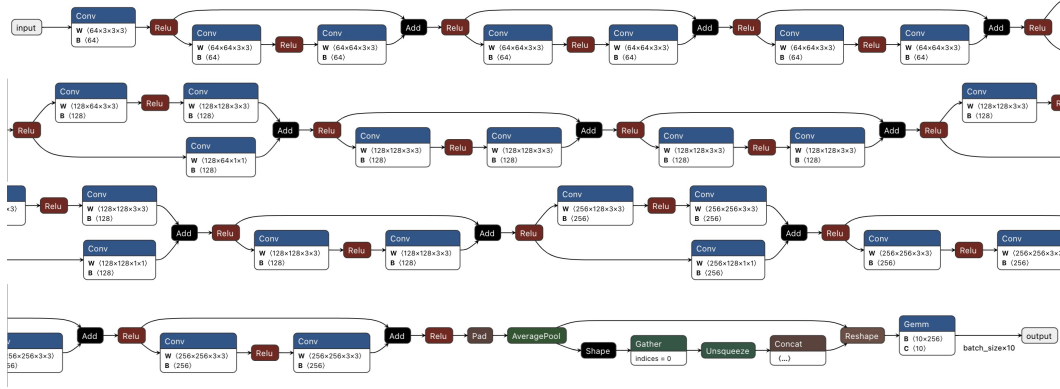 input
Conv
W ⟨64×3×3×3⟩
B ⟨64⟩
Relu
Conv
W ⟨64×64×3×3⟩
B ⟨64⟩
Relu
Conv
W ⟨64×64×3×3⟩
B ⟨64⟩
Add
Relu
Conv
W ⟨64×64×3×3⟩
B ⟨64⟩
Relu
Conv
W ⟨64×64×3×3⟩
B ⟨64⟩
Add
Relu
Conv
W ⟨64×64×3×3⟩
B ⟨64⟩
Relu
Conv
W ⟨64×64×3×3⟩
B ⟨64⟩
Add
Relu
Relu
Conv
W ⟨128×64×3×3⟩
B ⟨128⟩
Relu
Conv
W ⟨128×128×3×3⟩
B ⟨128⟩
Conv
W ⟨128×64×1×1⟩
B ⟨128⟩
Add
Relu
Conv
W ⟨128×128×3×3⟩
B ⟨128⟩
Relu
Conv
W ⟨128×128×3×3⟩
B ⟨128⟩
Add
Relu
Conv
W ⟨128×128×3×3⟩
B ⟨128⟩
Relu
Conv
W ⟨128×128×3×3⟩
B ⟨128⟩
Add
Relu
Conv
W ⟨128×128×3×3⟩
B ⟨128⟩
×3⟩
Relu
Conv
W ⟨128×128×3×3⟩
B ⟨128⟩
Conv
W ⟨128×128×1×1⟩
B ⟨128⟩
Add
Relu
Conv
W ⟨128×128×3×3⟩
B ⟨128⟩
Relu
Conv
W ⟨128×128×3×3⟩
B ⟨128⟩
Add
Relu
Conv
W ⟨256×128×3×3⟩
B ⟨256⟩
Relu
Conv
W ⟨256×256×3×3⟩
B ⟨256⟩
Conv
W ⟨256×128×1×1⟩
B ⟨256⟩
Add
Relu
Conv
W ⟨256×256×3×3⟩
B ⟨256⟩
Relu
Conv
W ⟨256×256×3×
B ⟨256⟩
56×256×3×3⟩
56⟩
Add
Relu
Conv
W ⟨256×256×3×3⟩
B ⟨256⟩
Relu
Conv
W ⟨256×256×3×3⟩
B ⟨256⟩
Add
Relu
Pad
AveragePool
Shape
Gather
indices = 0
Unsqueeze
Concat
⟨...⟩
Reshape
Gemm
B ⟨10×256⟩
C ⟨10⟩
batch_size×10
output